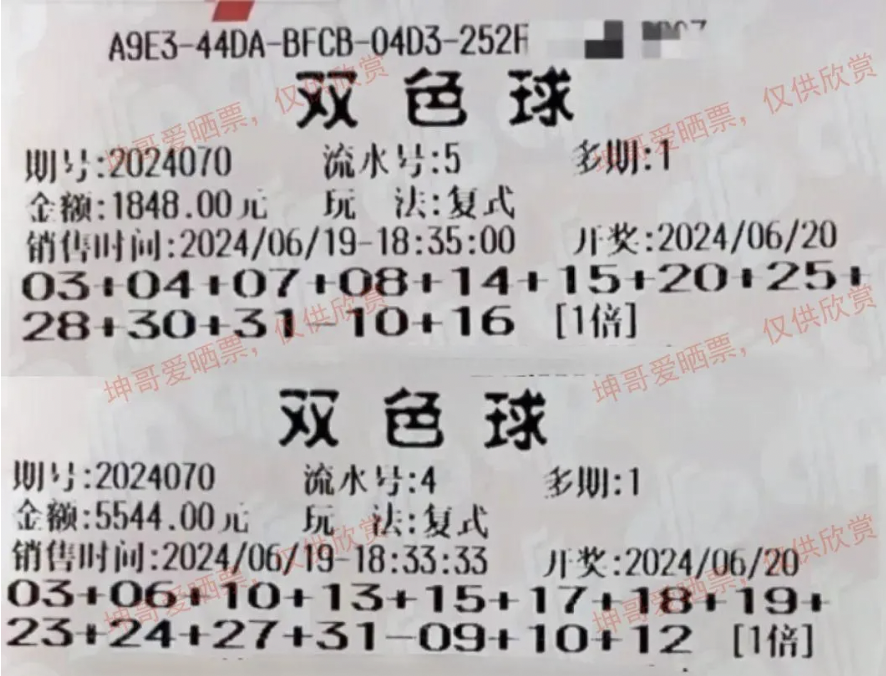 A9E3-44DA-BFCB-04D3-252F
双色球
期号:2024070 流水号:5 多期:1
金额:1848.00元 玩 法:复式
销售时间:2024/06/19-18:35:00 开奖:2024/06/20
03+04+07+08+14+15+20+25+
28+30+31-10+16 [1倍]
双色球
期号:2024070 流水号:4 多期:1
金额:5544.00元 玩 法:复式
销售时间:2024/06/19-18:33:33 开奖:2024/06/20
03+06+10+13+15+17+18+19+
23+24+27+31-09+10+12 [1倍]
坤哥爱晒票，仅供欣赏
坤哥爱晒票，仅供欣赏
坤哥爱晒票，仅供欣赏
坤哥爱晒票，仅供欣赏
坤哥爱晒票，仅供欣赏
坤哥爱晒票，仅供欣赏